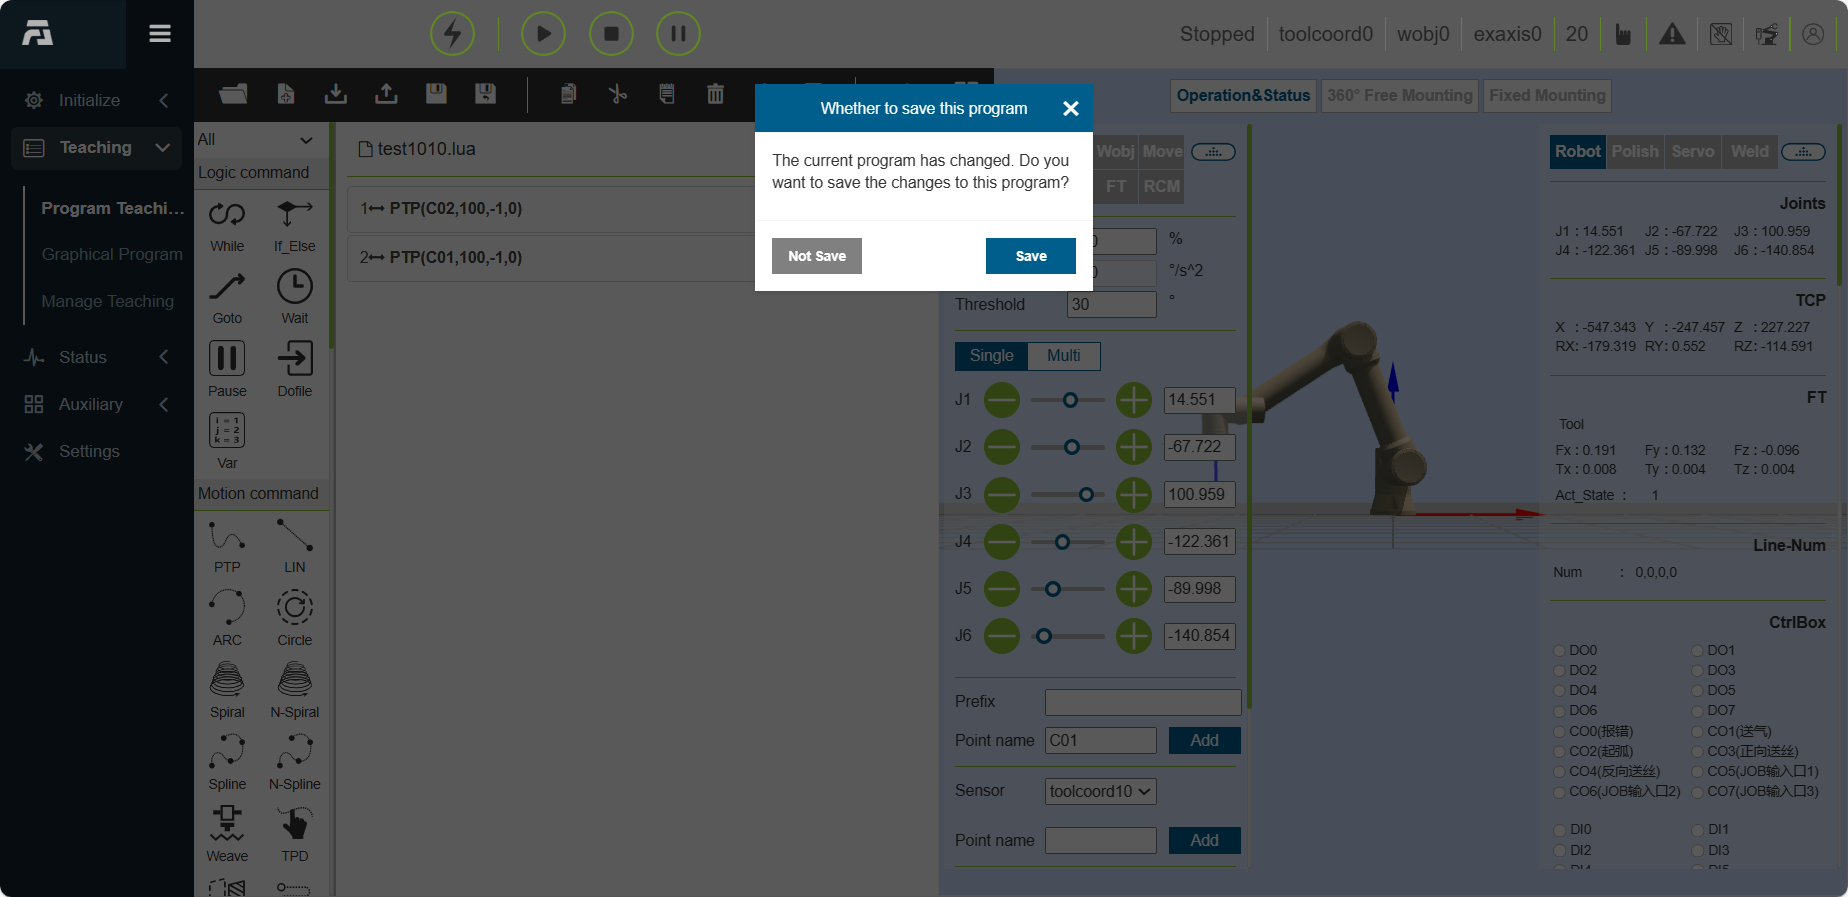 Stopped
toolcoord0
wobj0
exaxis0
20
Initialize
Teaching
Program Teachi...
Graphical Program
Manage Teaching
Status
Auxiliary
Settings
All
Logic command
While
If_Else
Goto
Wait
Pause
Dofile
i = 1
j = 2
k = 3
Var
Motion command
PTP
LIN
ARC
Circle
Spiral
N-Spiral
Spline
N-Spline
Weave
TPD
test1010.lua
1 PTP(C02,100,-1,0)
2 PTP(C01,100,-1,0)
Whether to save this program
The current program has changed. Do you
want to save the changes to this program?
Not Save
Save
Operation&Status
360° Free Mounting
Fixed Mounting
Wobj
Move
FT
RCM
%
°/s^2
Threshold 30 °
Single
Multi
J1 14.551
J2 -67.722
J3 100.959
J4 -122.361
J5 -89.998
J6 -140.854
Prefix
Point name C01 Add
Sensor toolcoord10
Point name Add
Robot
Polish
Servo
Weld
Joints
J1 : 14.551 J2 : -67.722 J3 : 100.959
J4 : -122.361 J5 : -89.998 J6 : -140.854
TCP
X : -547.343 Y : -247.457 Z : 227.227
RX: -179.319 RY: 0.552 RZ: -114.591
FT
Tool
Fx : 0.191 Fy : 0.132 Fz : -0.096
Tx : 0.008 Ty : 0.004 Tz : 0.004
Act_State : 1
Line-Num
Num : 0,0,0,0
CtrlBox
DO0 DO1
DO2 DO3
DO4 DO5
DO6 DO7
CO0(报错) CO1(送气)
CO2(起弧) CO3(正向送丝)
CO4(反向送丝) CO5(JOB输入口1)
CO6(JOB输入口2) CO7(JOB输入口3)
DI0 DI1
DI2 DI3
DI4 DI5